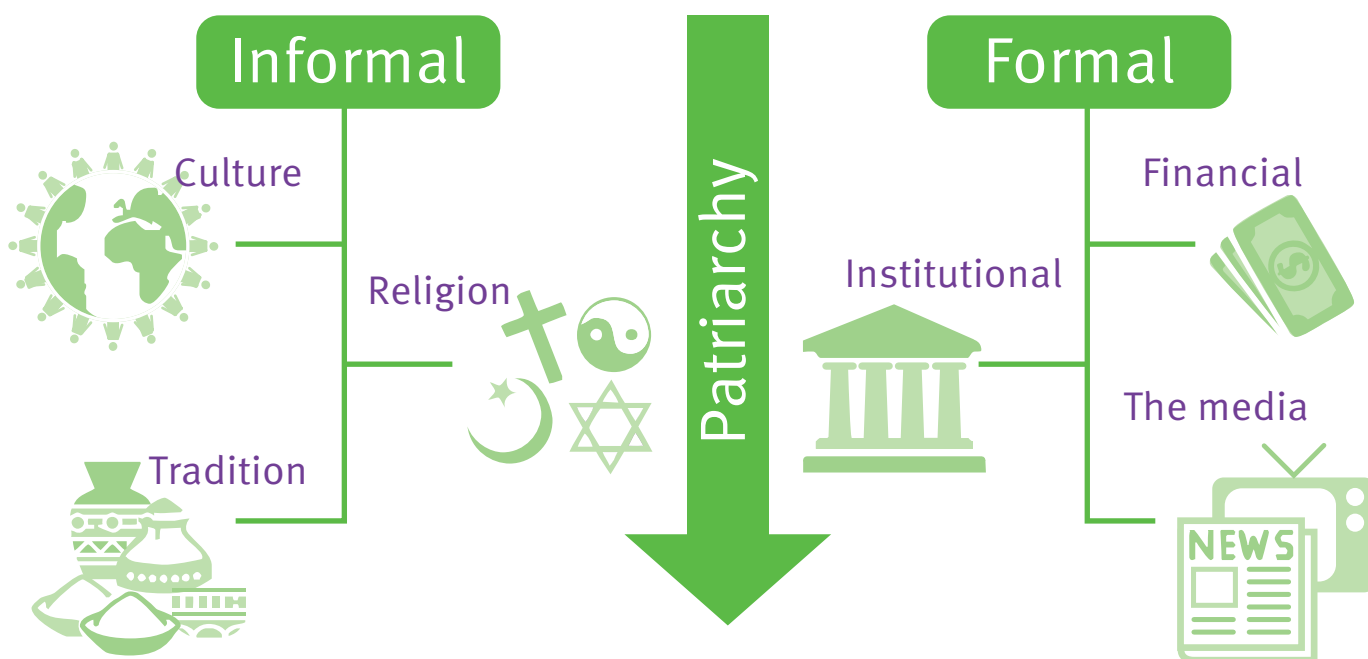 Informal
Culture
Religion
Tradition
Patriarchy
Formal
Financial
Institutional
The media
NEWS
$